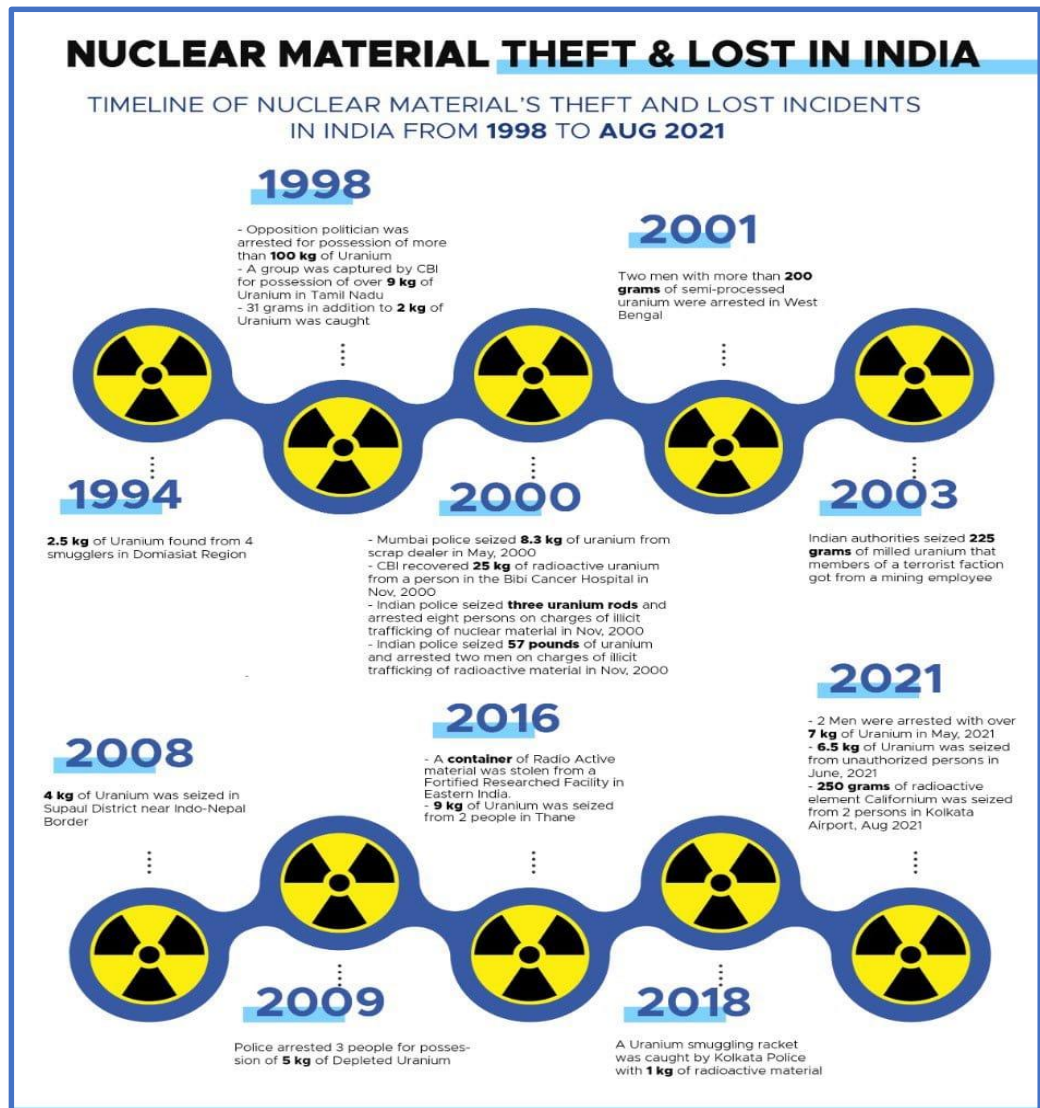 NUCLEAR MATERIAL THEFT & LOST IN INDIA
TIMELINE OF NUCLEAR MATERIAL'S THEFT AND LOST INCIDENTS
IN INDIA FROM 1998 TO AUG 2021
1998
- Opposition politician was
arrested for possession of more
than 100 kg of Uranium
- A group was captured by CBI
for possession of over 9 kg of
Uranium in Tamil Nadu
- 31 grams in addition to 2 kg of
Uranium was caught
2001
Two men with more than 200
grams of semi-processed
uranium were arrested in West
Bengal
1994
2.5 kg of Uranium found from 4
smugglers in Domiasiat Region
2000
- Mumbai police seized 8.3 kg of uranium from
scrap dealer in May, 2000
- CBI recovered 25 kg of radioactive uranium
from a person in the Bibi Cancer Hospital in
Nov, 2000
- Indian police seized three uranium rods and
arrested eight persons on charges of illicit
trafficking of nuclear material in Nov, 2000
- Indian police seized 57 pounds of uranium
and arrested two men on charges of illicit
trafficking of radioactive material in Nov, 2000
2003
Indian authorities seized 225
grams of milled uranium that
members of a terrorist faction
got from a mining employee
2008
4 kg of Uranium was seized in
Supaul District near Indo-Nepal
Border
2016
- A container of Radio Active
material was stolen from a
Fortified Researched Facility in
Eastern India.
- 9 kg of Uranium was seized
from 2 people in Thane
2021
- 2 Men were arrested with over
7 kg of Uranium in May, 2021
- 6.5 kg of Uranium was seized
from unauthorized persons in
June, 2021
- 250 grams of radioactive
element Californium was seized
from 2 persons in Kolkata
Airport, Aug 2021
2009
Police arrested 3 people for posses-
sion of 5 kg of Depleted Uranium
2018
A Uranium smuggling racket
was caught by Kolkata Police
with 1 kg of radioactive material